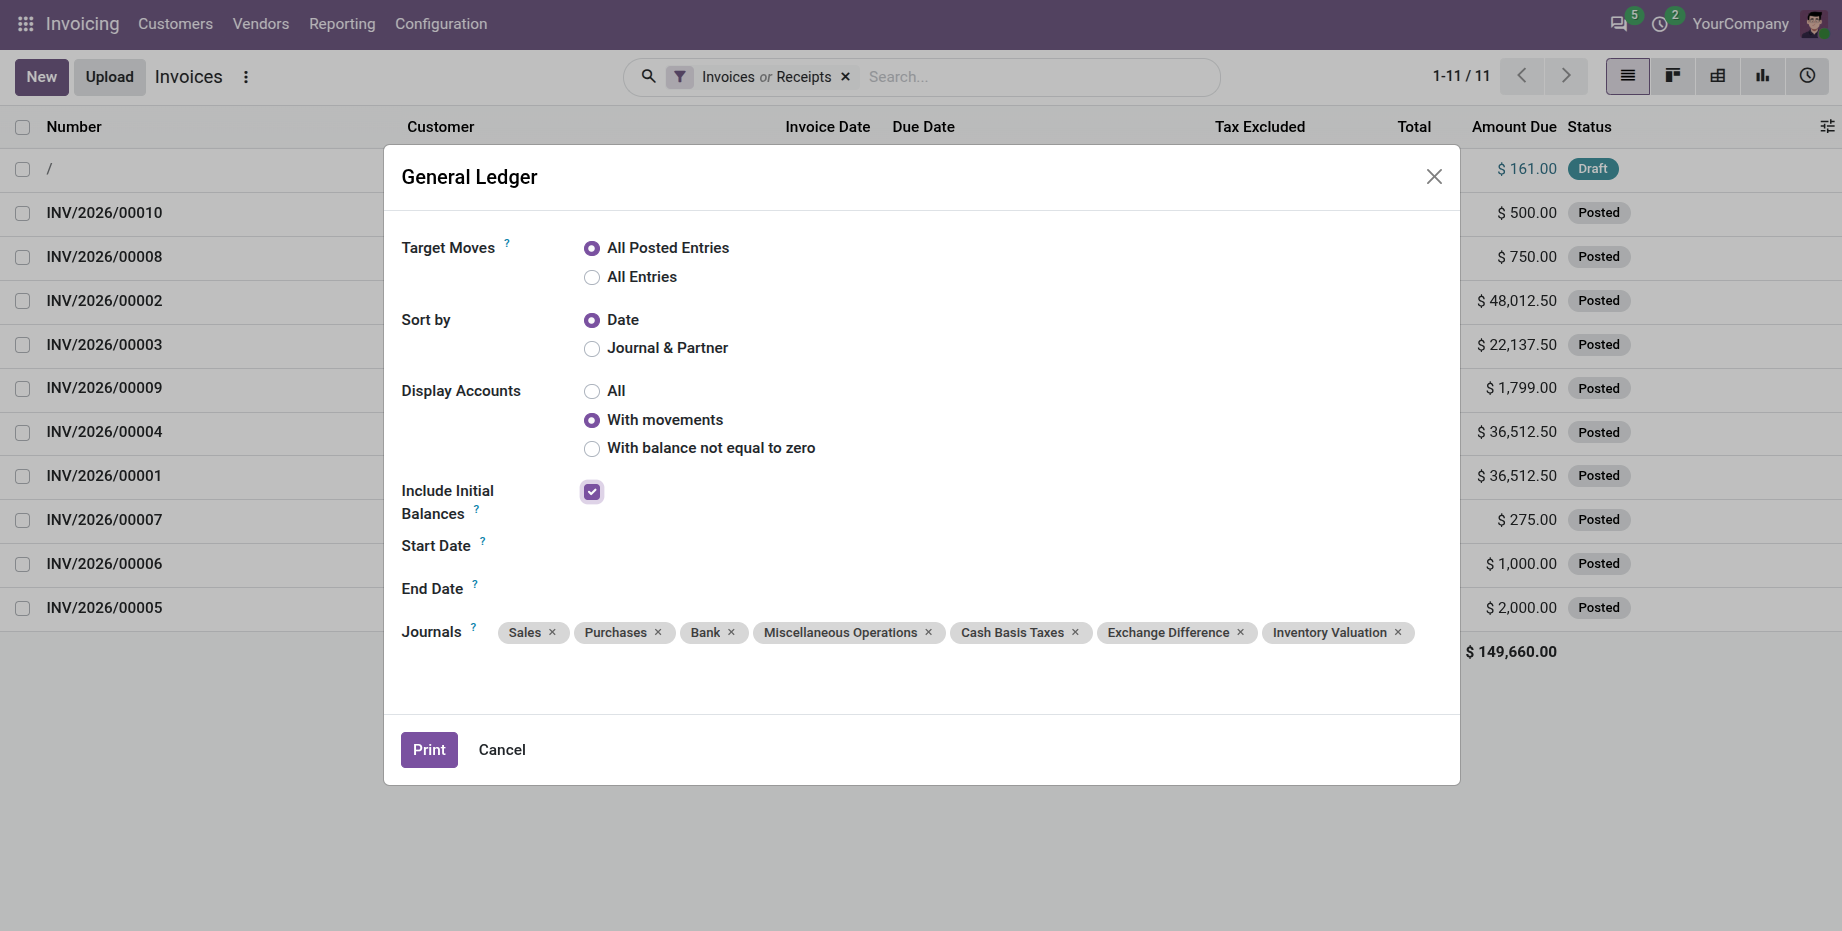 Invoicing Customers Vendors Reporting Configuration 5 2 YourCompany
New Upload Invoices Invoices or Receipts × Search... 1-11 / 11
Number Customer Invoice Date Due Date Tax Excluded Total Amount Due Status
/ $ 161.00 Draft
INV/2026/00010 $ 500.00 Posted
INV/2026/00008 $ 750.00 Posted
INV/2026/00002 $ 48,012.50 Posted
INV/2026/00003 $ 22,137.50 Posted
INV/2026/00009 $ 1,799.00 Posted
INV/2026/00004 $ 36,512.50 Posted
INV/2026/00001 $ 36,512.50 Posted
INV/2026/00007 $ 275.00 Posted
INV/2026/00006 $ 1,000.00 Posted
INV/2026/00005 $ 2,000.00 Posted
$ 149,660.00
General Ledger
Target Moves ? All Posted Entries
All Entries
Sort by Date
Journal & Partner
Display Accounts All
With movements
With balance not equal to zero
Include Initial
Balances ?
Start Date ?
End Date ?
Journals ? Sales × Purchases × Bank × Miscellaneous Operations × Cash Basis Taxes × Exchange Difference × Inventory Valuation ×
Print Cancel